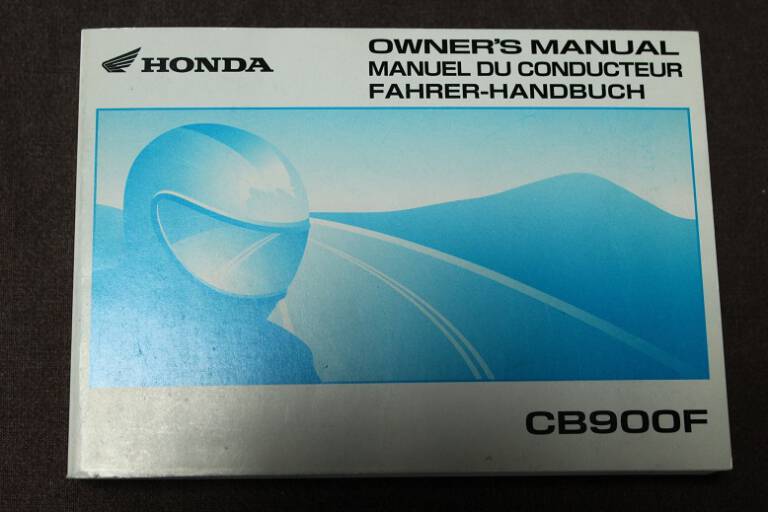 HONDA
OWNER'S MANUAL
MANUEL DU CONDUCTEUR
FAHRER-HANDBUCH
CB900F